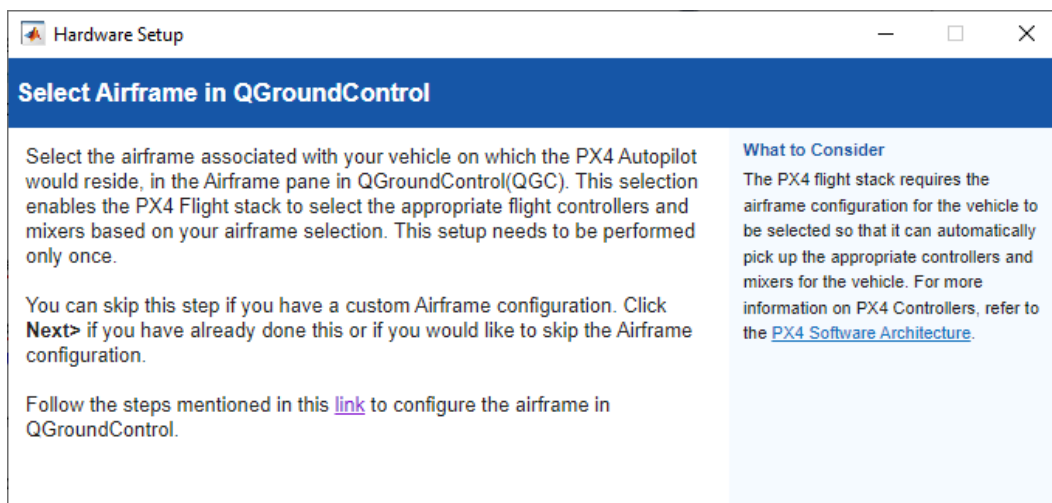 Hardware Setup
Select Airframe in QGroundControl
Select the airframe associated with your vehicle on which the PX4 Autopilot
would reside, in the Airframe pane in QGroundControl(QGC). This selection
enables the PX4 Flight stack to select the appropriate flight controllers and
mixers based on your airframe selection. This setup needs to be performed
only once.
You can skip this step if you have a custom Airframe configuration. Click
Next> if you have already done this or if you would like to skip the Airframe
configuration.
Follow the steps mentioned in this link to configure the airframe in
QGroundControl.
What to Consider
The PX4 flight stack requires the
airframe configuration for the vehicle to
be selected so that it can automatically
pick up the appropriate controllers and
mixers for the vehicle. For more
information on PX4 Controllers, refer to
the PX4 Software Architecture.